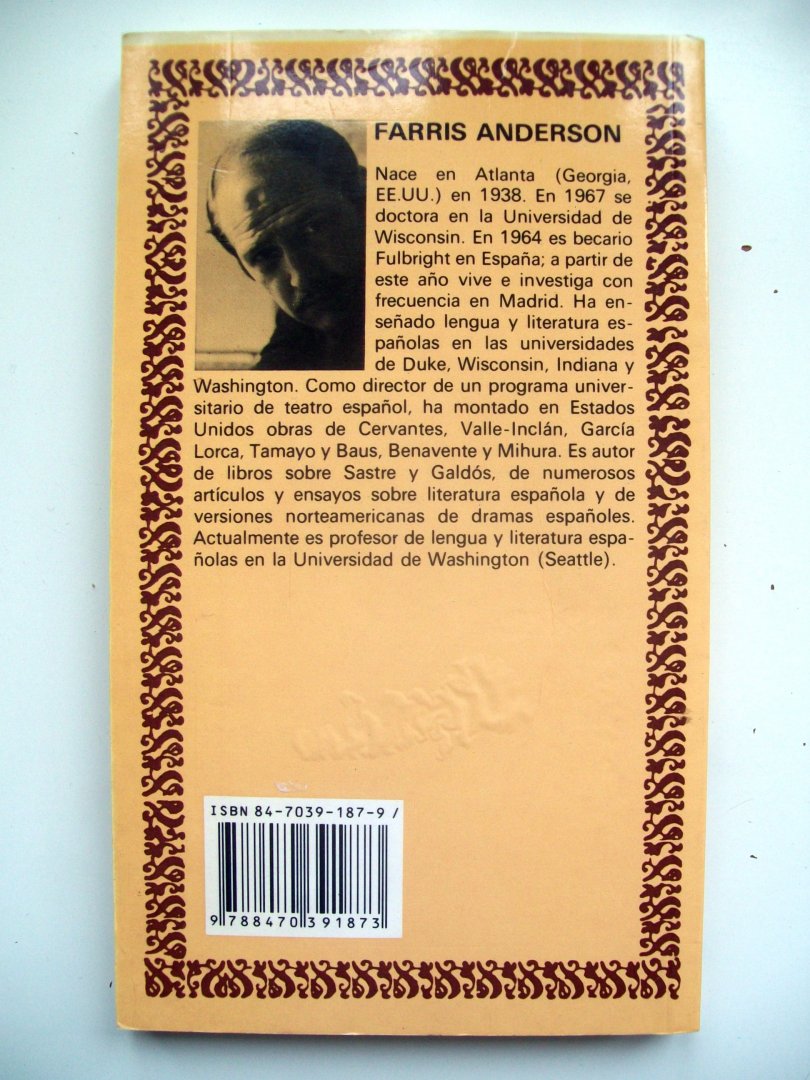 FARRIS ANDERSON
Nace en Atlanta (Georgia,
EE.UU.) en 1938. En 1967 se
doctora en la Universidad de
Wisconsin. En 1964 es becario
Fulbright en España; a partir de
este año vive e investiga con
frecuencia en Madrid. Ha en-
señado lengua y literatura es-
pañolas en las universidades
de Duke, Wisconsin, Indiana y
Washington. Como director de un programa univer-
sitario de teatro español, ha montado en Estados
Unidos obras de Cervantes, Valle-Inclán, García
Lorca, Tamayo y Baus, Benavente y Mihura. Es autor
de libros sobre Sastre y Galdós, de numerosos
artículos y ensayos sobre literatura española y de
versiones norteamericanas de dramas españoles.
Actualmente es profesor de lengua y literatura espa-
ñolas en la Universidad de Washington (Seattle).
ISBN 84-7039-187-9 /
9 788470 391873